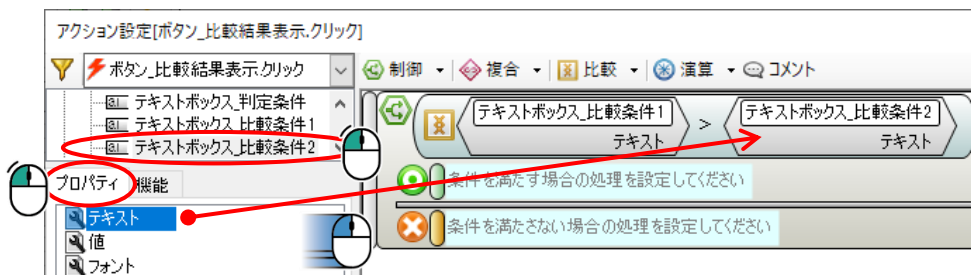 アクション設定[ボタン_比較結果表示.クリック]
ボタン_比較結果表示.クリック 制御 複合 比較 演算 コメント
テキストボックス_判定条件
テキストボックス_比較条件1
テキストボックス_比較条件2
プロパティ 機能
テキスト
値
フォント
テキストボックス_比較条件1 > テキストボックス_比較条件2
テキスト テキスト
条件を満たす場合の処理を設定してください
条件を満たさない場合の処理を設定してください